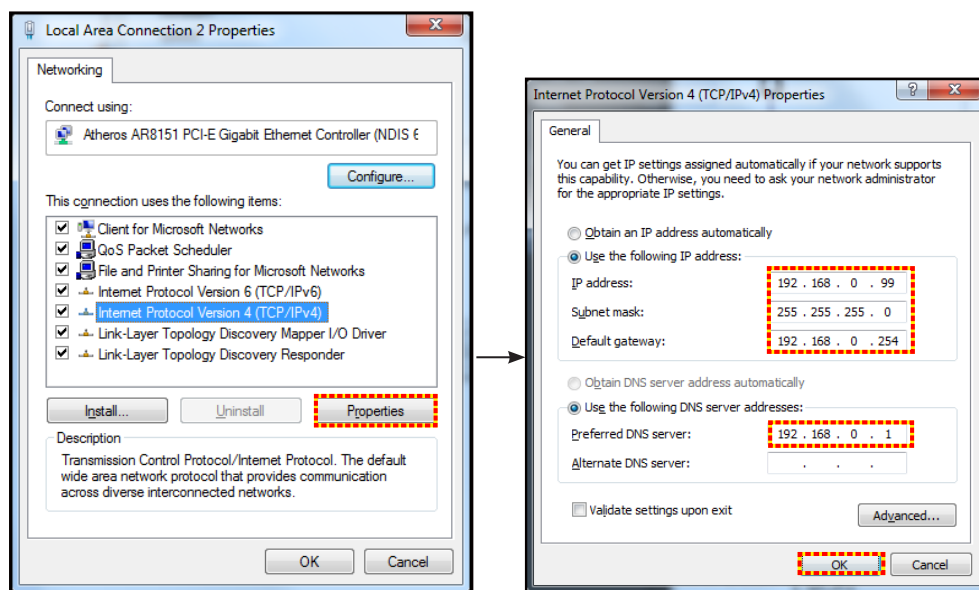 Local Area Connection 2 Properties
Networking
Connect using:
Atheros AR8151 PCI-E Gigabit Ethernet Controller (NDIS 6
Configure...
This connection uses the following items:
Client for Microsoft Networks
QoS Packet Scheduler
File and Printer Sharing for Microsoft Networks
Internet Protocol Version 6 (TCP/IPv6)
Internet Protocol Version 4 (TCP/IPv4)
Link-Layer Topology Discovery Mapper I/O Driver
Link-Layer Topology Discovery Responder
Install...
Uninstall
Properties
Description
Transmission Control Protocol/Internet Protocol. The default
wide area network protocol that provides communication
across diverse interconnected networks.
OK
Cancel
Internet Protocol Version 4 (TCP/IPv4) Properties
General
You can get IP settings assigned automatically if your network supports
this capability. Otherwise, you need to ask your network administrator
for the appropriate IP settings.
Obtain an IP address automatically
Use the following IP address:
IP address: 192 . 168 . 0 . 99
Subnet mask: 255 . 255 . 255 . 0
Default gateway: 192 . 168 . 0 . 254
Obtain DNS server address automatically
Use the following DNS server addresses:
Preferred DNS server: 192 . 168 . 0 . 1
Alternate DNS server: . . .
Validate settings upon exit
Advanced...
OK
Cancel